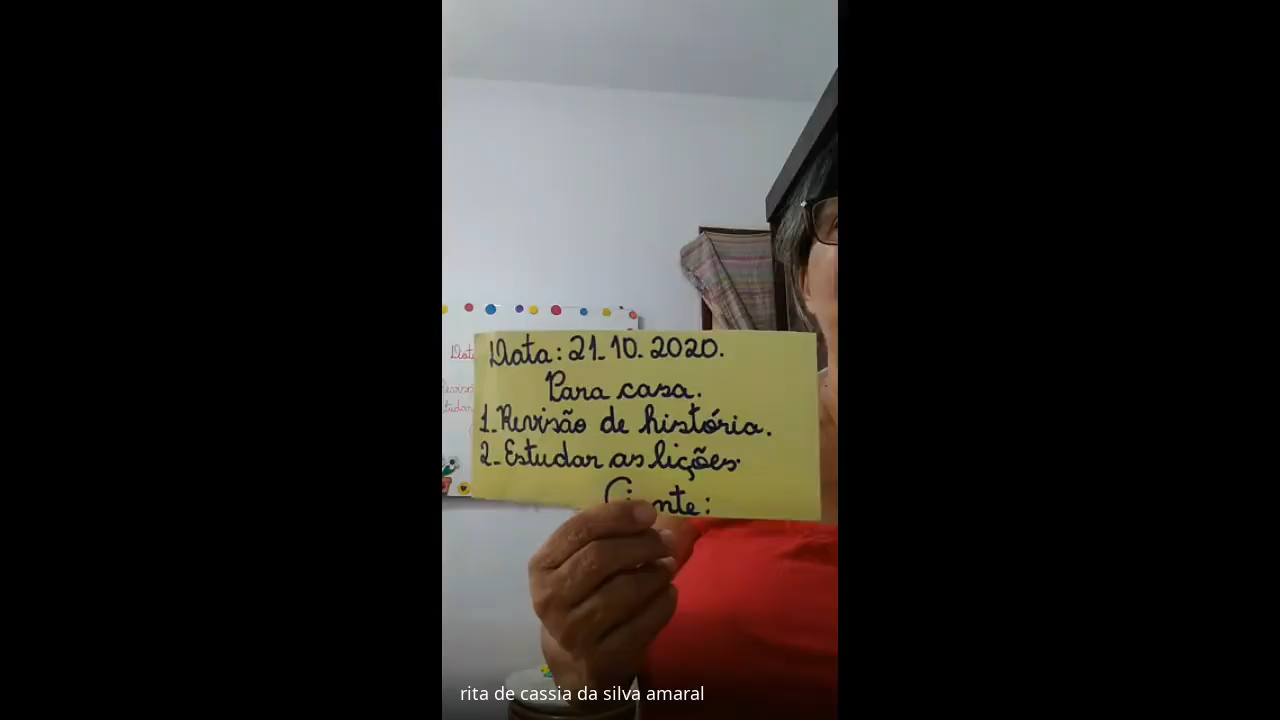 Data: 21.10.2020.
Para casa.
1. Revisão de história.
2. Estudar as lições.
Ciente:
rita de cassia da silva amaral